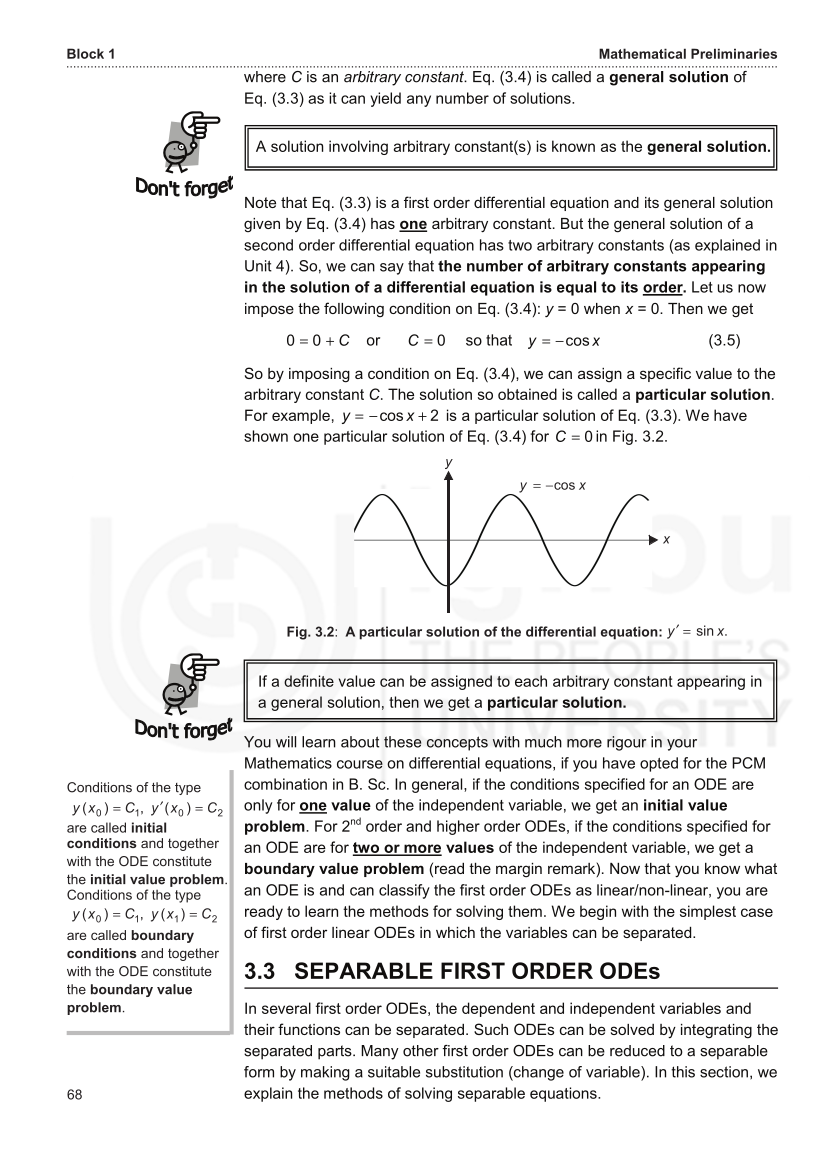 Block 1 Mathematical Preliminaries
where C is an arbitrary constant. Eq. (3.4) is called a general solution of
Eq. (3.3) as it can yield any number of solutions.
Don't forget
A solution involving arbitrary constant(s) is known as the general solution.
Note that Eq. (3.3) is a first order differential equation and its general solution
given by Eq. (3.4) has one arbitrary constant. But the general solution of a
second order differential equation has two arbitrary constants (as explained in
Unit 4). So, we can say that the number of arbitrary constants appearing
in the solution of a differential equation is equal to its order. Let us now
impose the following condition on Eq. (3.4): y = 0 when x = 0. Then we get
0 = 0 + C or C = 0 so that y = −cos x (3.5)
So by imposing a condition on Eq. (3.4), we can assign a specific value to the
arbitrary constant C. The solution so obtained is called a particular solution.
For example, y = −cos x + 2 is a particular solution of Eq. (3.3). We have
shown one particular solution of Eq. (3.4) for C = 0 in Fig. 3.2.
y
y = −cos x
x
Fig. 3.2: A particular solution of the differential equation: y′ = sin x.
Don't forget
If a definite value can be assigned to each arbitrary constant appearing in
a general solution, then we get a particular solution.
You will learn about these concepts with much more rigour in your
Mathematics course on differential equations, if you have opted for the PCM
combination in B. Sc. In general, if the conditions specified for an ODE are
only for one value of the independent variable, we get an initial value
problem. For 2nd order and higher order ODEs, if the conditions specified for
an ODE are for two or more values of the independent variable, we get a
boundary value problem (read the margin remark). Now that you know what
an ODE is and can classify the first order ODEs as linear/non-linear, you are
ready to learn the methods for solving them. We begin with the simplest case
of first order linear ODEs in which the variables can be separated.
Conditions of the type
y(x₀) = C₁, y′(x₀) = C₂
are called initial
conditions and together
with the ODE constitute
the initial value problem.
Conditions of the type
y(x₀) = C₁, y(x₁) = C₂
are called boundary
conditions and together
with the ODE constitute
the boundary value
problem.
3.3 SEPARABLE FIRST ORDER ODEs
In several first order ODEs, the dependent and independent variables and
their functions can be separated. Such ODEs can be solved by integrating the
separated parts. Many other first order ODEs can be reduced to a separable
form by making a suitable substitution (change of variable). In this section, we
explain the methods of solving separable equations.
68
THE PEOPLE'S
UNIVERSITY